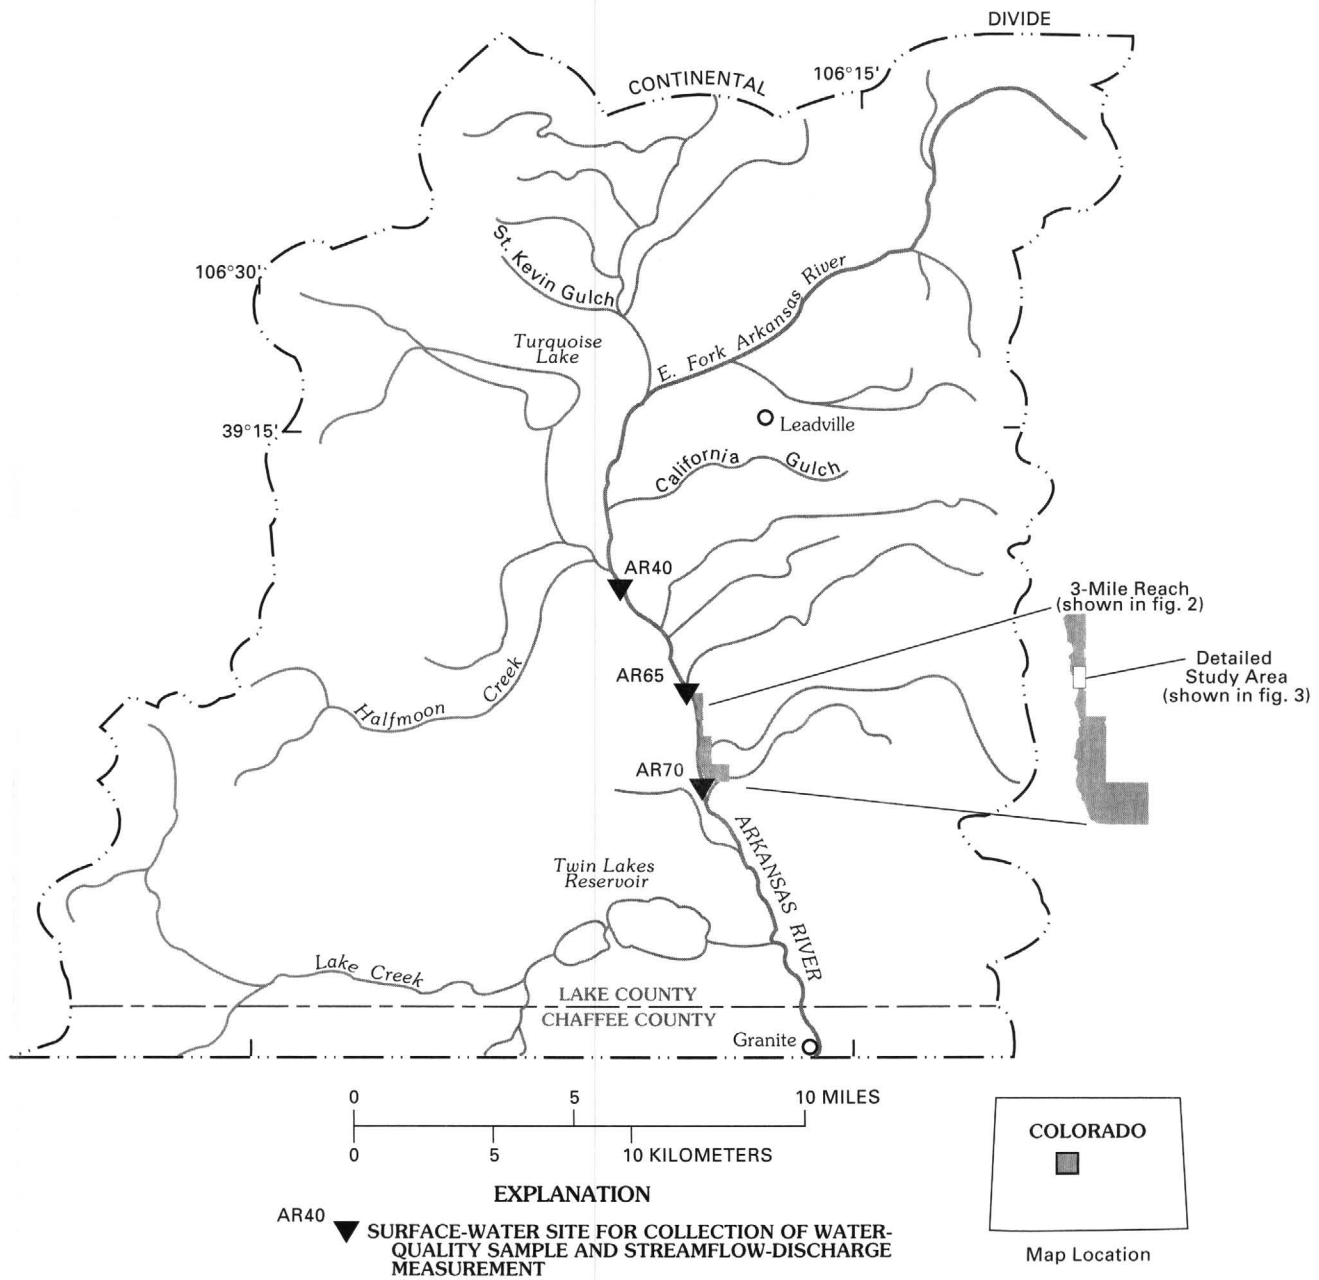 DIVIDE
CONTINENTAL
106°15'
St. Kevin Gulch
106°30'
E. Fork Arkansas River
Turquoise
Lake
Leadville
39°15'
California Gulch
AR40
3-Mile Reach
(shown in fig. 2)
AR65
Detailed
Study Area
(shown in fig. 3)
Halfmoon Creek
AR70
ARKANSAS RIVER
Twin Lakes
Reservoir
Lake Creek
LAKE COUNTY
CHAFFEE COUNTY
Granite
0 5 10 MILES
0 5 10 KILOMETERS
COLORADO
Map Location
EXPLANATION
AR40
SURFACE-WATER SITE FOR COLLECTION OF WATER-
QUALITY SAMPLE AND STREAMFLOW-DISCHARGE
MEASUREMENT